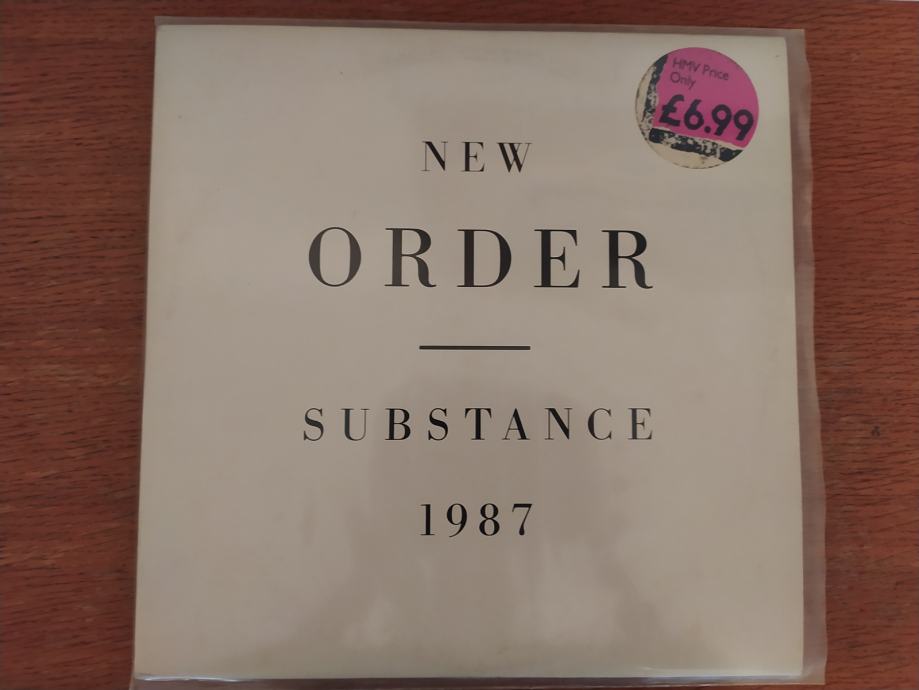 HMV Price
Only
£6.99
NEW
ORDER
SUBSTANCE
1987